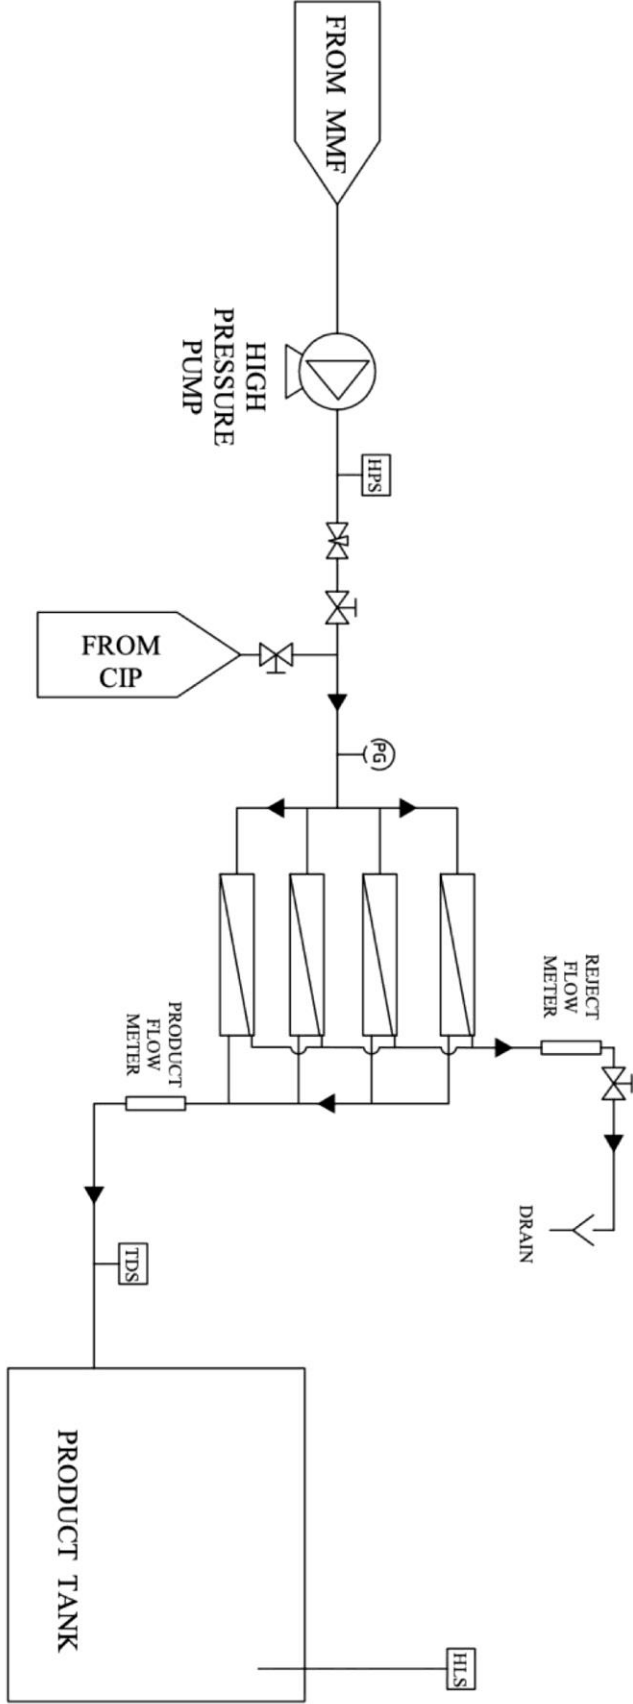 FROM MMF
HIGH
PRESSURE
PUMP
HPS
FROM
CIP
PG
REJECT
FLOW
METER
DRAIN
PRODUCT
FLOW
METER
TDS
PRODUCT TANK
HLS